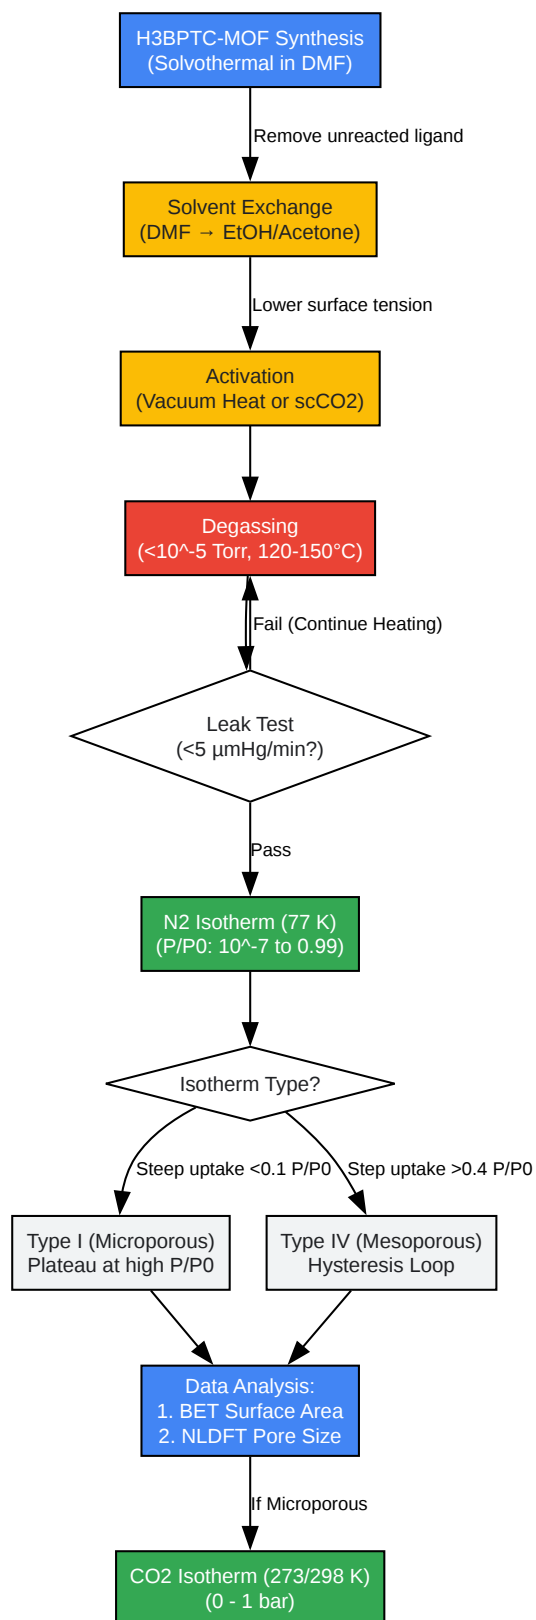 H3BPTC-MOF Synthesis
(Solvothermal in DMF)
Remove unreacted ligand
Solvent Exchange
(DMF → EtOH/Acetone)
Lower surface tension
Activation
(Vacuum Heat or scCO2)
Degassing
(<10^-5 Torr, 120-150°C)
Fail (Continue Heating)
Leak Test
(<5 µmHg/min?)
Pass
N2 Isotherm (77 K)
(P/P0: 10^-7 to 0.99)
Isotherm Type?
Steep uptake <0.1 P/P0
Step uptake >0.4 P/P0
Type I (Microporous)
Plateau at high P/P0
Type IV (Mesoporous)
Hysteresis Loop
Data Analysis:
1. BET Surface Area
2. NLDFT Pore Size
If Microporous
CO2 Isotherm (273/298 K)
(0 - 1 bar)